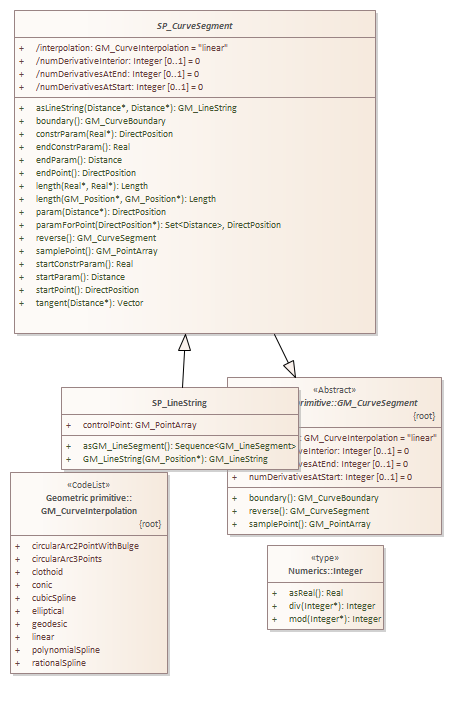 SP_CurveSegment
+ /interpolation: GM_CurveInterpolation = "linear"
+ /numDerivativeInterior: Integer [0..1] = 0
+ /numDerivativesAtEnd: Integer [0..1] = 0
+ /numDerivativesAtStart: Integer [0..1] = 0
+ asLineString(Distance*, Distance*): GM_LineString
+ boundary(): GM_CurveBoundary
+ constrParam(Real*): DirectPosition
+ endConstrParam(): Real
+ endParam(): Distance
+ endPoint(): DirectPosition
+ length(Real*, Real*): Length
+ length(GM_Position*, GM_Position*): Length
+ param(Distance*): DirectPosition
+ paramForPoint(DirectPosition*): Set<Distance>, DirectPosition
+ reverse(): GM_CurveSegment
+ samplePoint(): GM_PointArray
+ startConstrParam(): Real
+ startParam(): Distance
+ startPoint(): DirectPosition
+ tangent(Distance*): Vector
SP_LineString
+ controlPoint: GM_PointArray
+ asGM_LineSegment(): Sequence<GM_LineSegment>
+ GM_LineString(GM_Position*): GM_LineString
«Abstract»
primitive::GM_CurveSegment
{root}
: GM_CurveInterpolation = "linear"
eInterior: Integer [0..1] = 0
vesAtEnd: Integer [0..1] = 0
+ numDerivativesAtStart: Integer [0..1] = 0
+ boundary(): GM_CurveBoundary
+ reverse(): GM_CurveSegment
+ samplePoint(): GM_PointArray
«CodeList»
Geometric primitive::
GM_CurveInterpolation
{root}
+ circularArc2PointWithBulge
+ circularArc3Points
+ clothoid
+ conic
+ cubicSpline
+ elliptical
+ geodesic
+ linear
+ polynomialSpline
+ rationalSpline
«type»
Numerics::Integer
+ asReal(): Real
+ div(Integer*): Integer
+ mod(Integer*): Integer